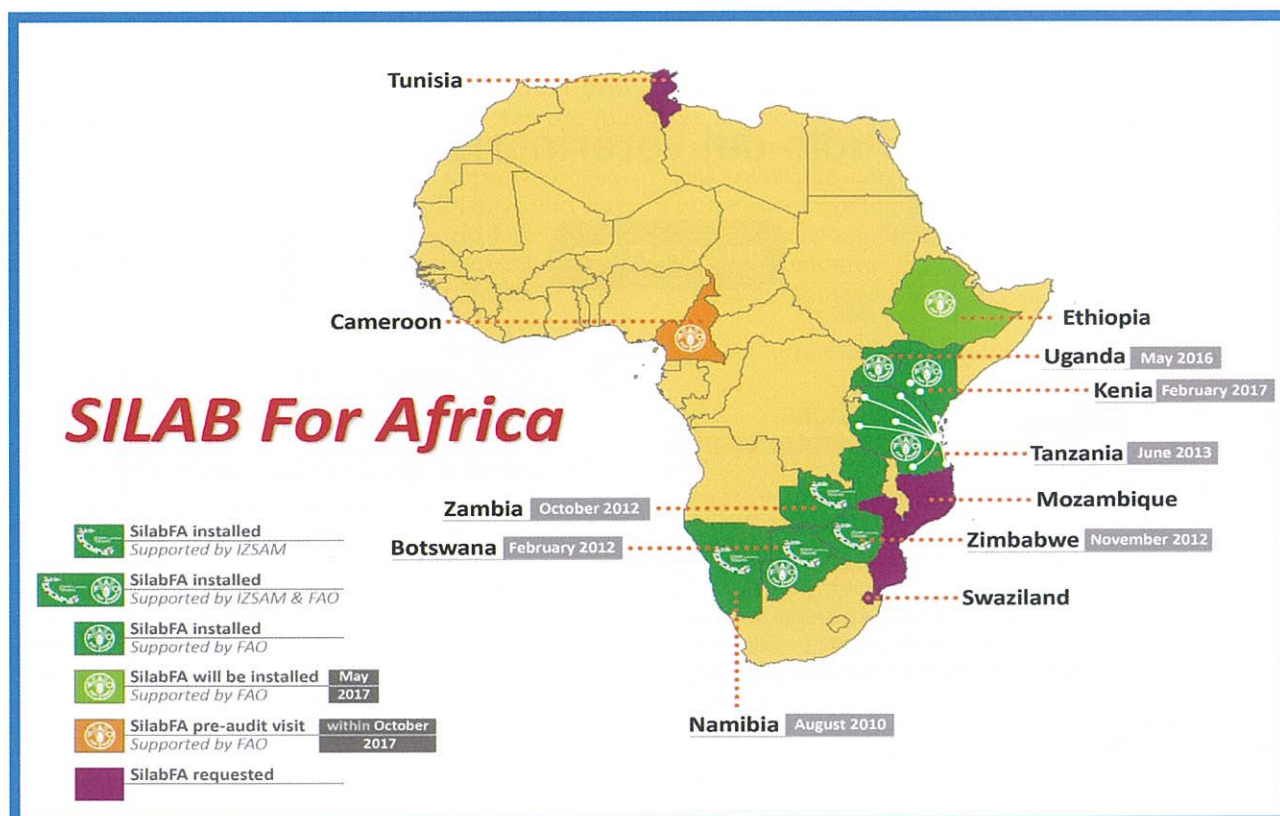 Tunisia
Cameroon
Ethiopia
Uganda May 2016
Kenia February 2017
SILAB For Africa
Tanzania June 2013
Zambia October 2012
Mozambique
Botswana February 2012
Zimbabwe November 2012
Swaziland
Namibia August 2010
SilabFA installed
Supported by IZSAM
SilabFA installed
Supported by IZSAM & FAO
SilabFA installed
Supported by FAO
SilabFA will be installed May
Supported by FAO 2017
SilabFA pre-audit visit within October
Supported by FAO 2017
SilabFA requested